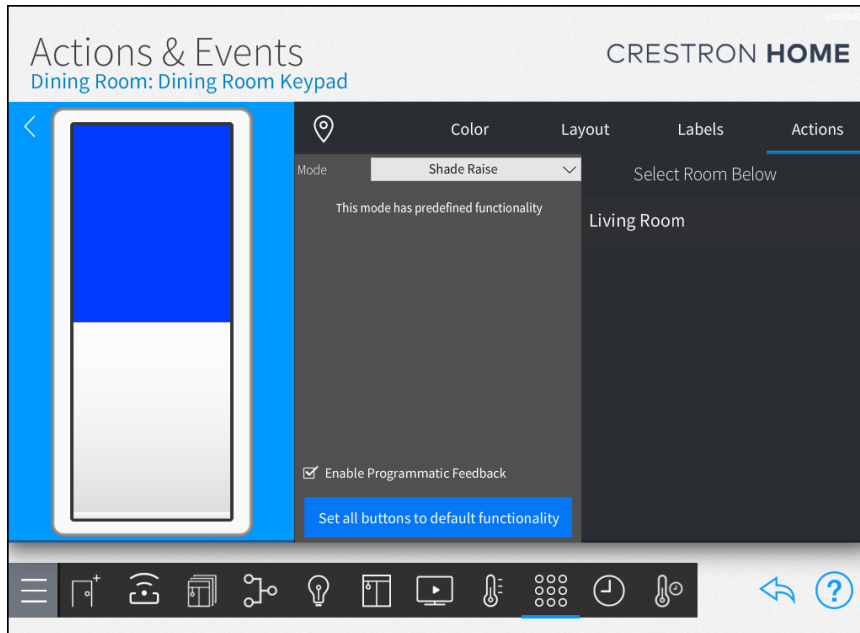 Actions & Events
CRESTRON HOME
Dining Room: Dining Room Keypad
Color Layout Labels Actions
Mode Shade Raise
Select Room Below
This mode has predefined functionality
Living Room
Enable Programmatic Feedback
Set all buttons to default functionality
?